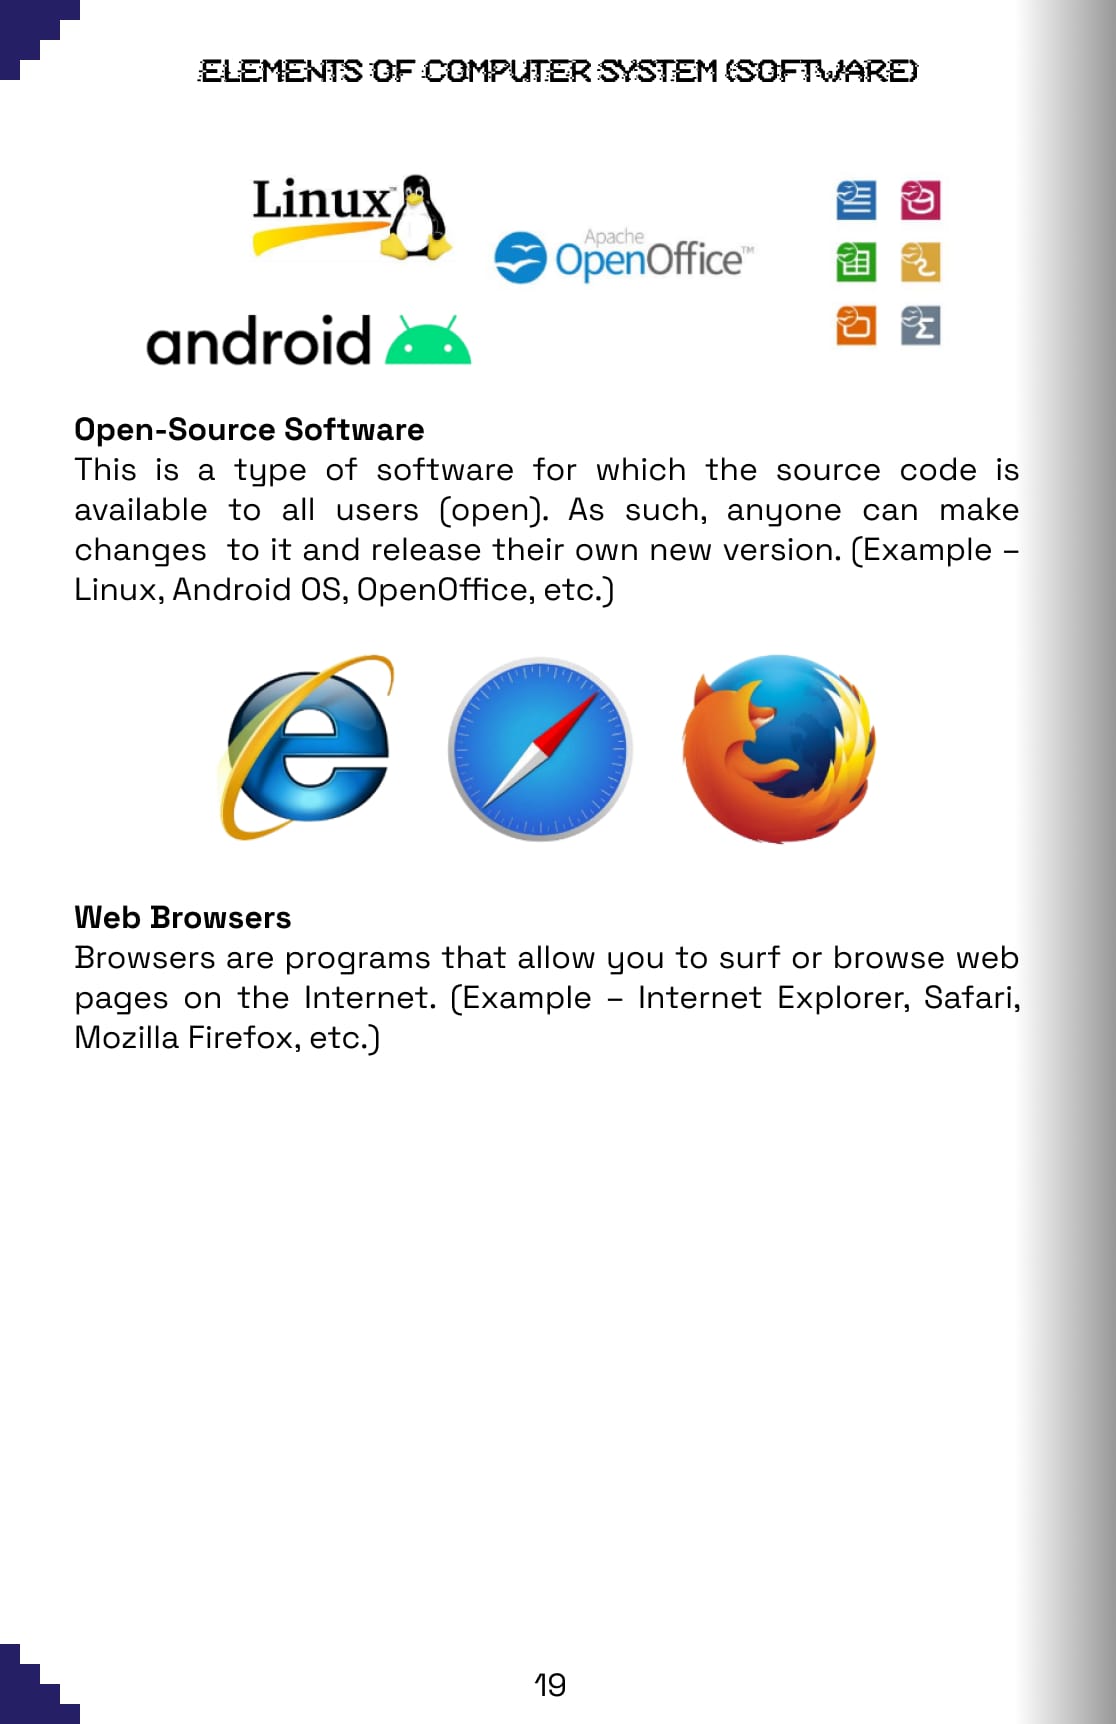 ELEMENTS OF COMPUTER SYSTEM (SOFTWARE)
Linux™
Apache
OpenOffice™
android
Open-Source Software
This is a type of software for which the source code is
available to all users (open). As such, anyone can make
changes to it and release their own new version. (Example –
Linux, Android OS, OpenOffice, etc.)
Web Browsers
Browsers are programs that allow you to surf or browse web
pages on the Internet. (Example – Internet Explorer, Safari,
Mozilla Firefox, etc.)
19